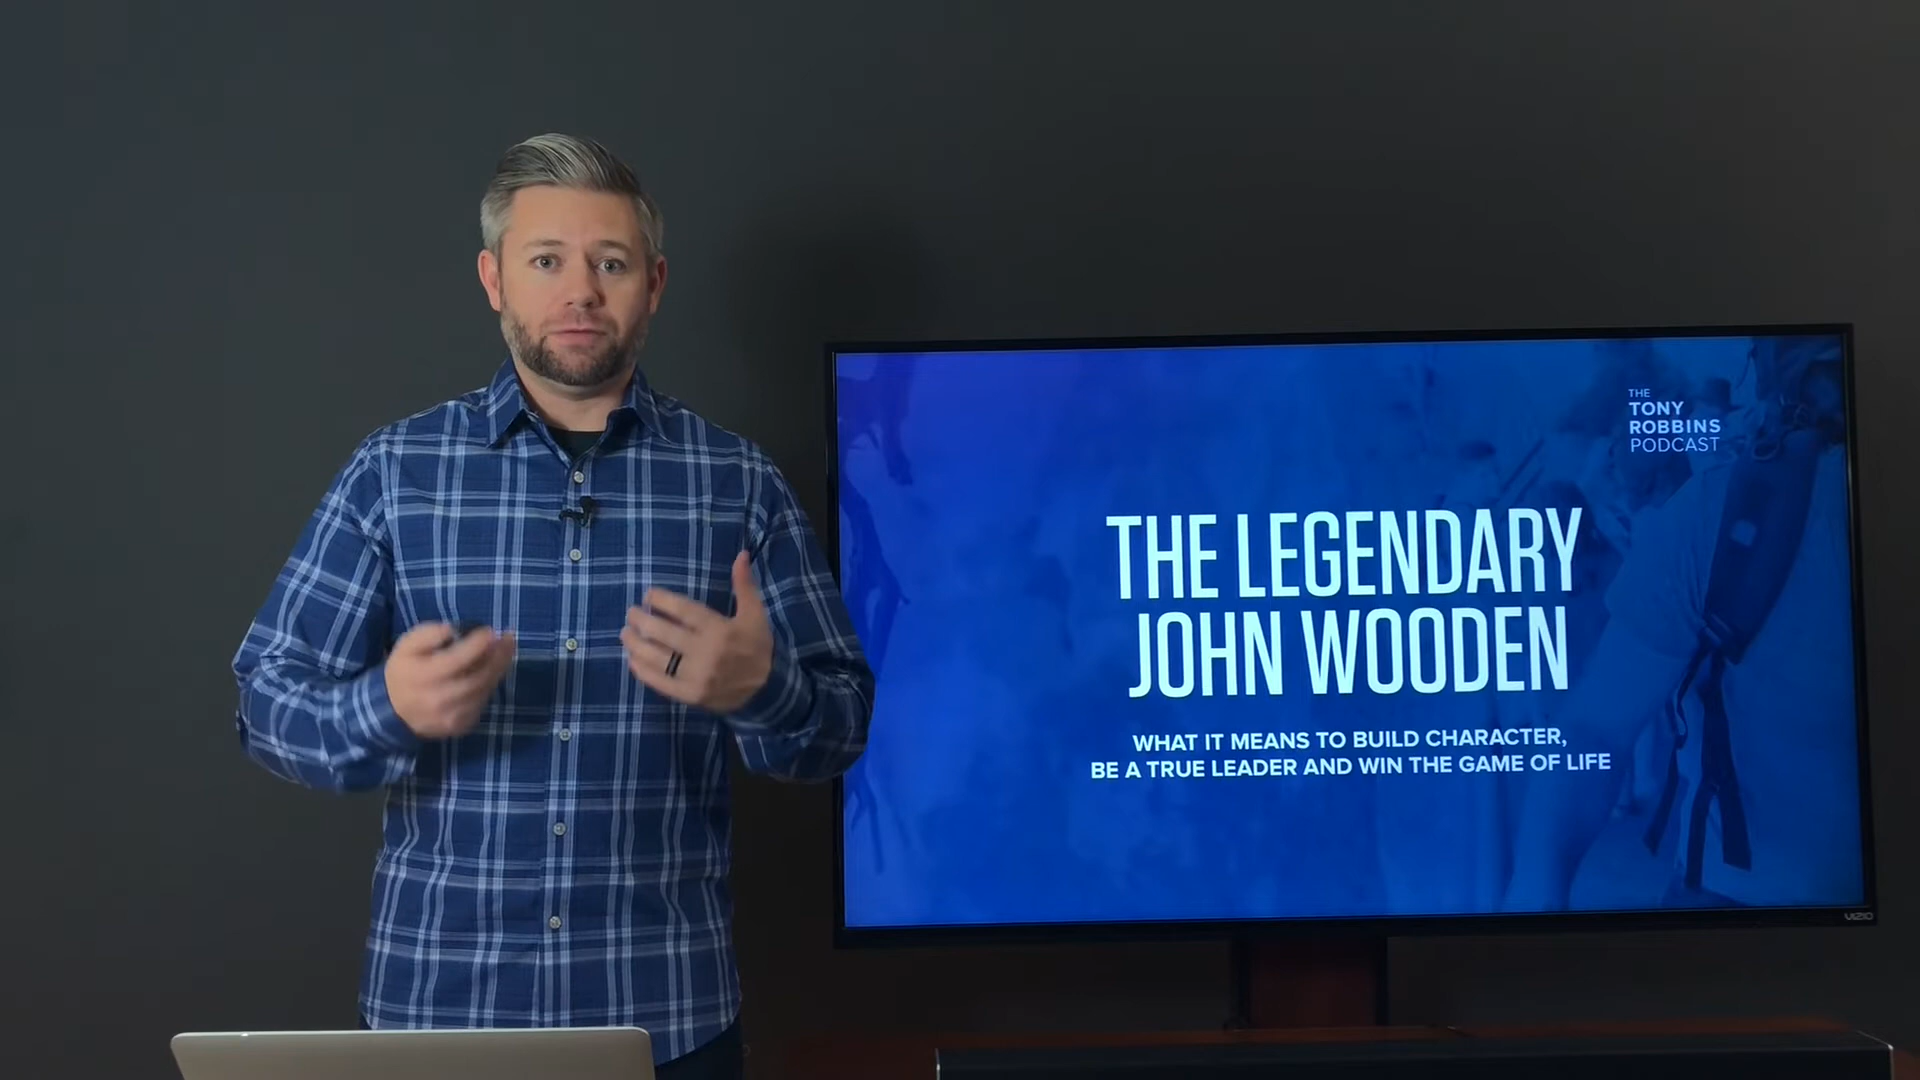 THE
TONY
ROBBINS
PODCAST
THE LEGENDARY
JOHN WOODEN
WHAT IT MEANS TO BUILD CHARACTER,
BE A TRUE LEADER AND WIN THE GAME OF LIFE
VIZIO